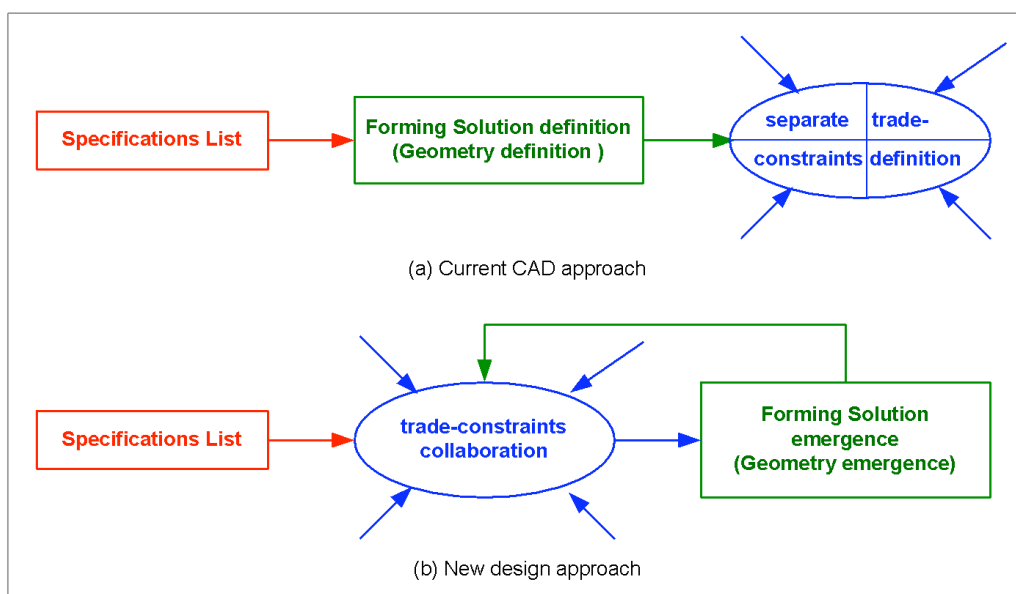 Specifications List
Forming Solution definition
(Geometry definition )
separate trade-
constraints definition
(a) Current CAD approach
Specifications List
trade-constraints
collaboration
Forming Solution
emergence
(Geometry emergence)
(b) New design approach